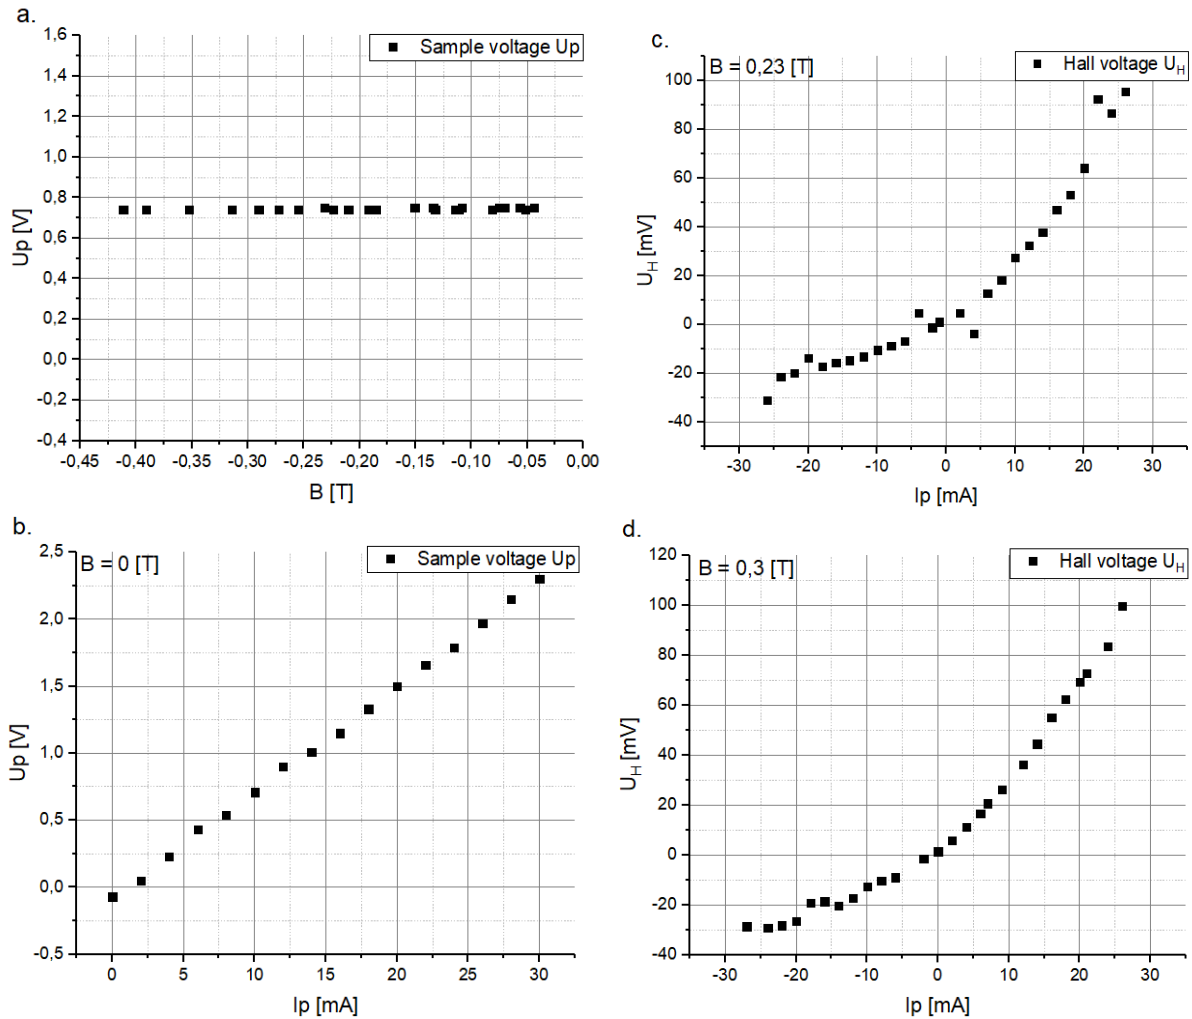 a.
Sample voltage Up
1,6
1,4
1,2
1,0
0,8
0,6
0,4
0,2
0,0
-0,2
-0,4
Up [V]
-0,45 -0,40 -0,35 -0,30 -0,25 -0,20 -0,15 -0,10 -0,05 0,00
B [T]
b.
B = 0 [T]
Sample voltage Up
2,5
2,0
1,5
1,0
0,5
0,0
-0,5
Up [V]
0 5 10 15 20 25 30
Ip [mA]
c.
B = 0,23 [T]
Hall voltage U_H
100
80
60
40
20
0
-20
-40
U_H [mV]
-30 -20 -10 0 10 20 30
Ip [mA]
d.
B = 0,3 [T]
Hall voltage U_H
120
100
80
60
40
20
0
-20
-40
U_H [mV]
-30 -20 -10 0 10 20 30
Ip [mA]